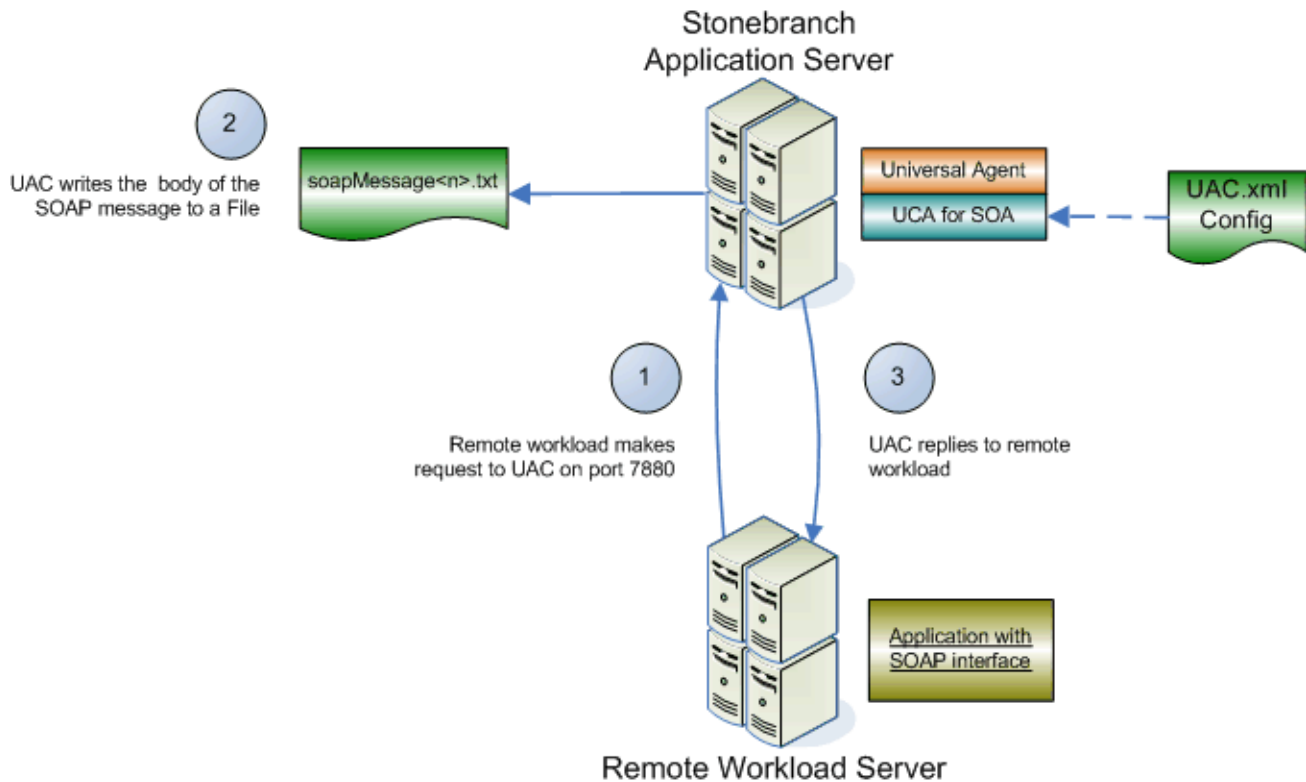 Stonebranch
Application Server
2
UAC writes the body of the
SOAP message to a File
soapMessage<n>.txt
Universal Agent
UCA for SOA
UAC.xml
Config
1
Remote workload makes
request to UAC on port 7880
3
UAC replies to remote
workload
Application with
SOAP interface
Remote Workload Server